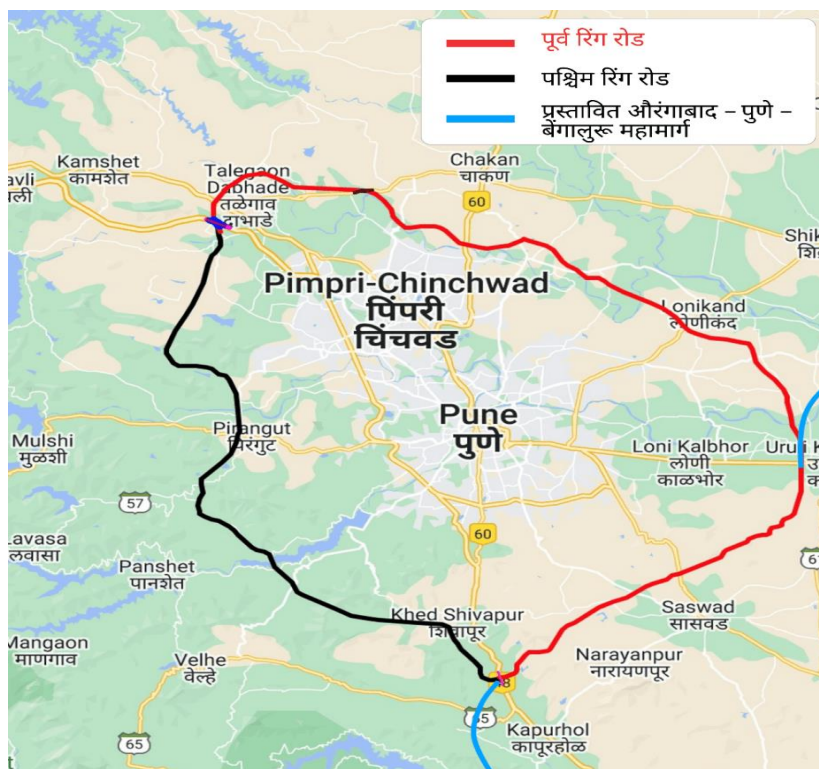 पूर्व रिंग रोड
पश्चिम रिंग रोड
प्रस्तावित औरंगाबाद – पुणे –
बेंगालुरू महामार्ग
Kamshet
कामशेत
Talegaon
Dabhade
तळेगाव
दाभाडे
Chakan
चाकण
60
Pimpri-Chinchwad
पिंपरी
चिंचवड
Lonikand
लोणीकंद
Pune
पुणे
Mulshi
मुळशी
Pirangut
पिरंगुट
Loni Kalbhor
लोणी
काळभोर
57
60
Panshet
पानशेत
Khed Shivapur
शिवापूर
Saswad
सासवड
Mangaon
माणगाव
Velhe
वेल्हे
Narayanpur
नारायणपूर
65
Kapurhol
कापूरहोळ